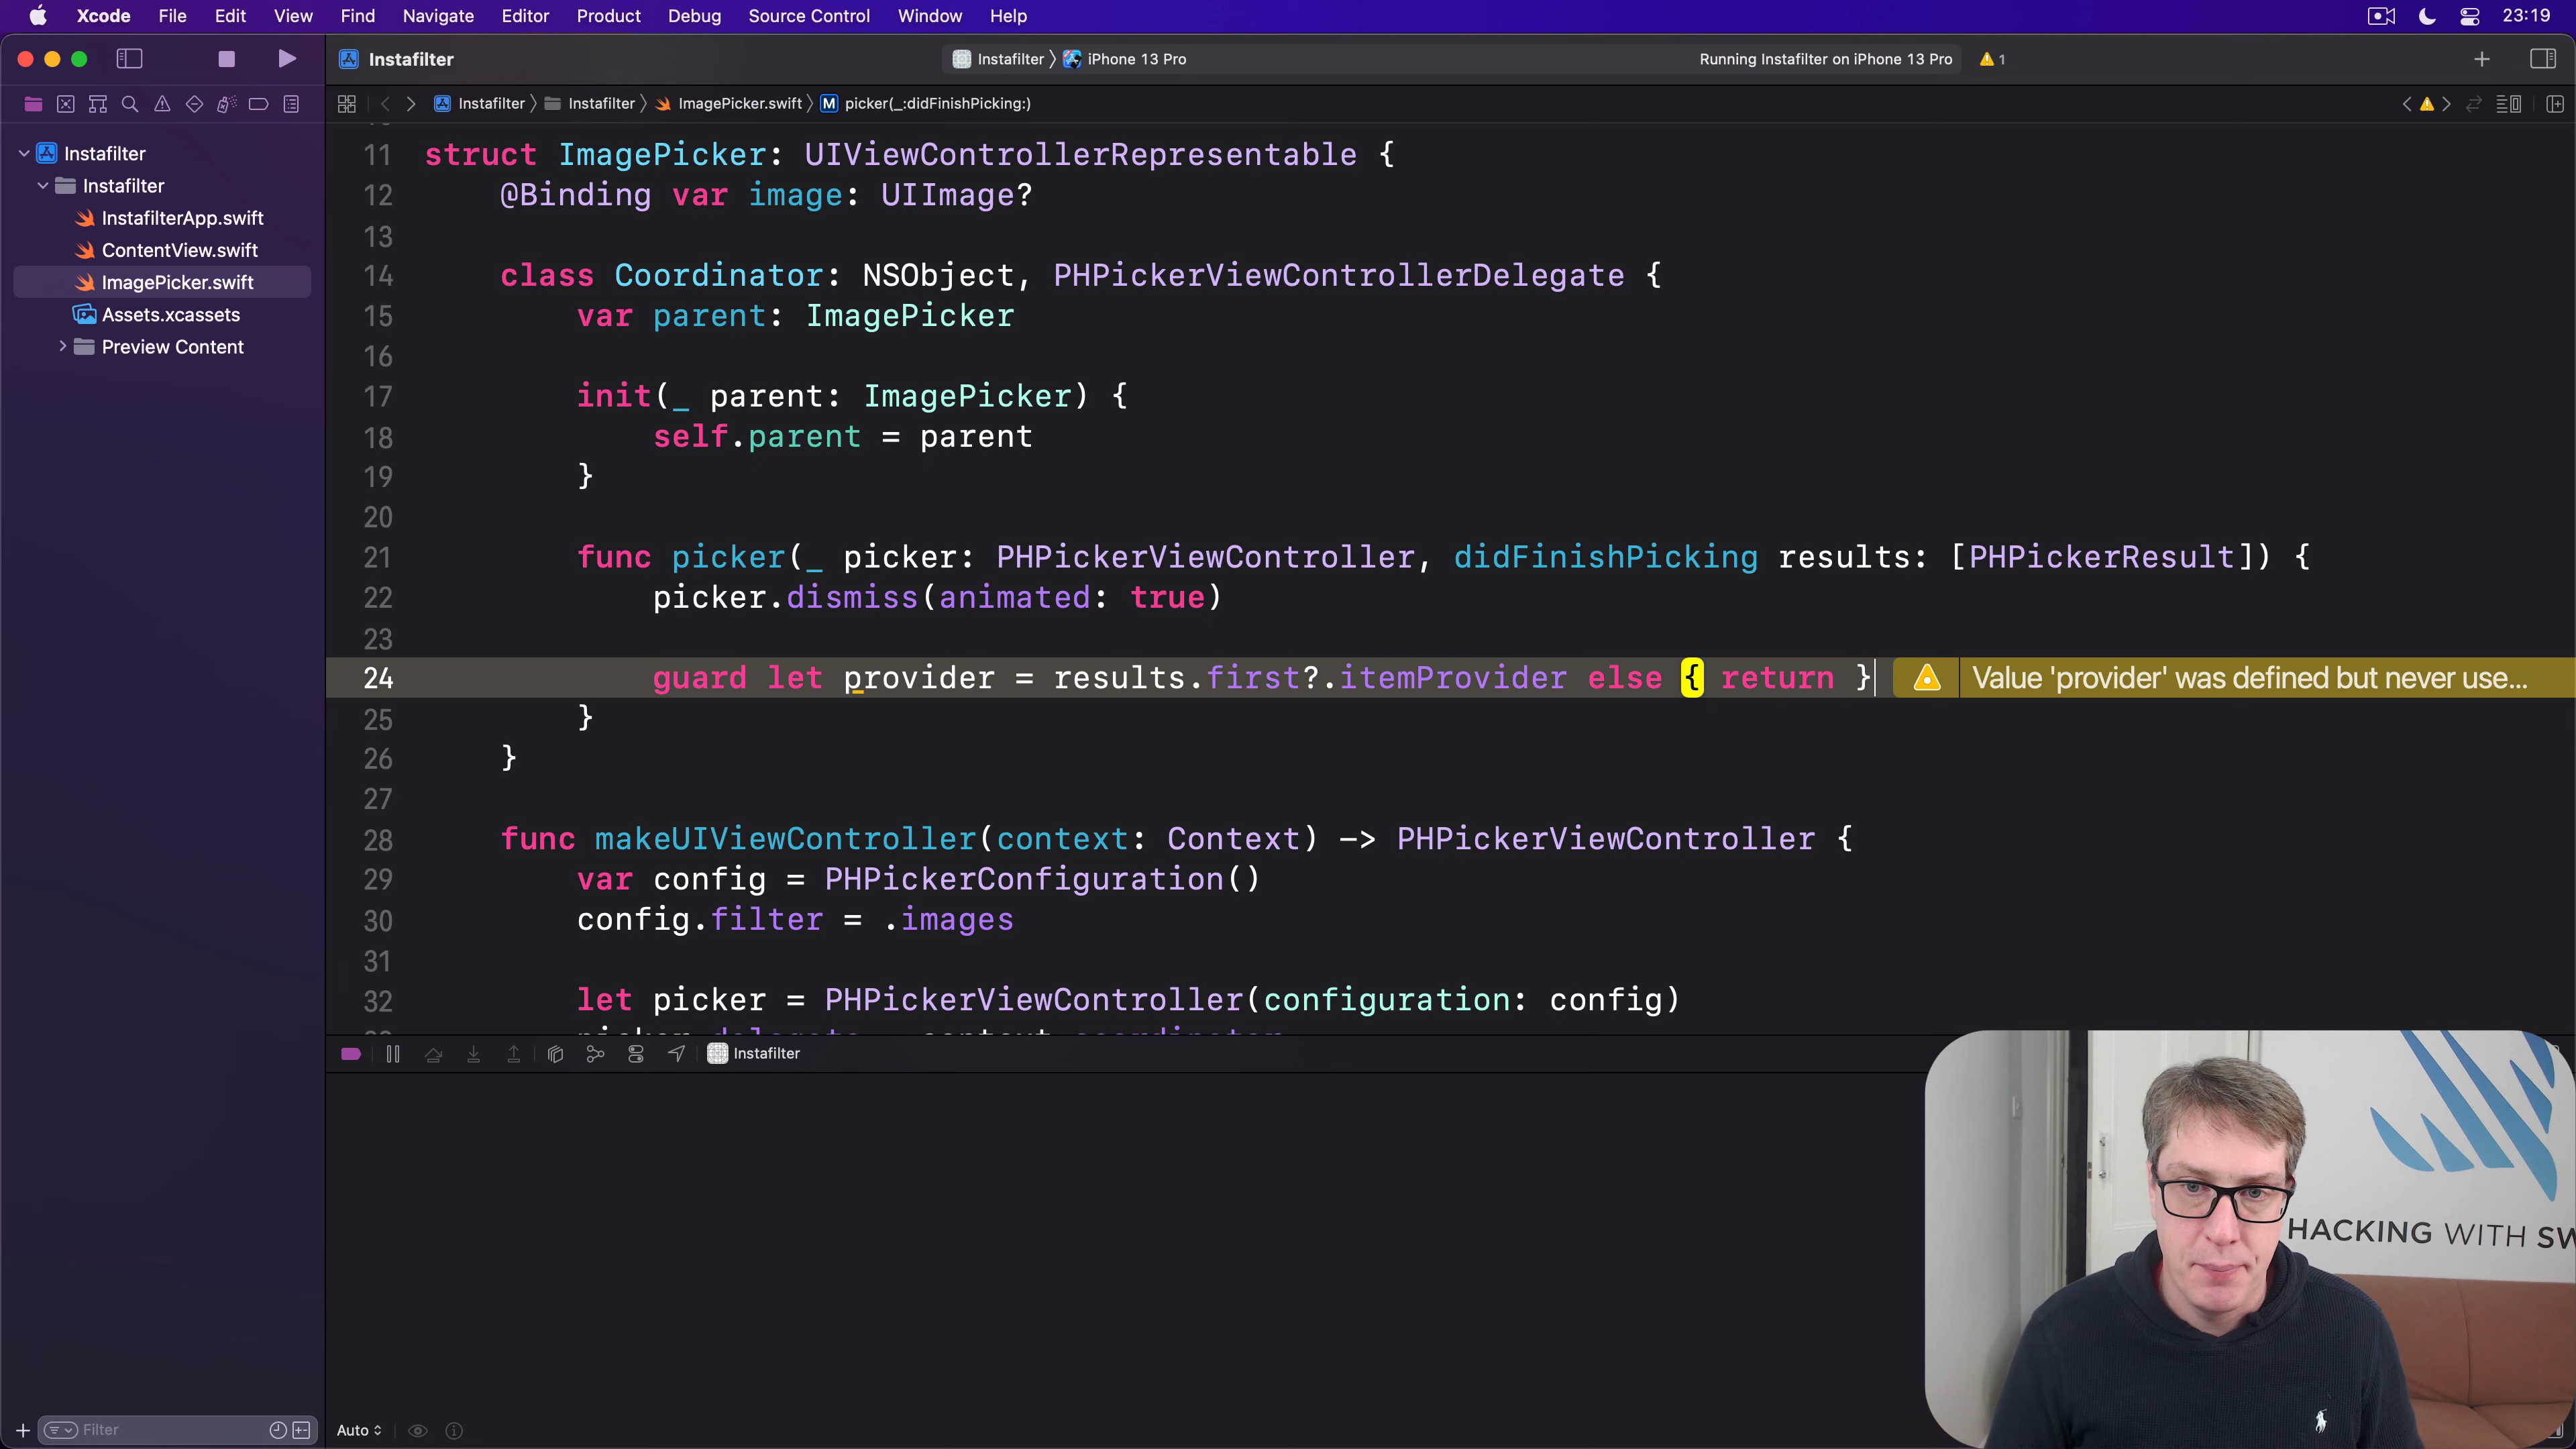 Xcode File Edit View Find Navigate Editor Product Debug Source Control Window Help 23:19
Instafilter Instafilter iPhone 13 Pro Running Instafilter on iPhone 13 Pro 1
Instafilter Instafilter ImagePicker.swift M picker(_:didFinishPicking:)
Instafilter
Instafilter
InstafilterApp.swift
ContentView.swift
ImagePicker.swift
Assets.xcassets
Preview Content
11 struct ImagePicker: UIViewControllerRepresentable {
12 @Binding var image: UIImage?
13
14 class Coordinator: NSObject, PHPickerViewControllerDelegate {
15 var parent: ImagePicker
16
17 init(_ parent: ImagePicker) {
18 self.parent = parent
19 }
20
21 func picker(_ picker: PHPickerViewController, didFinishPicking results: [PHPickerResult]) {
22 picker.dismiss(animated: true)
23
24 guard let provider = results.first?.itemProvider else { return } Value 'provider' was defined but never use...
25 }
26 }
27
28 func makeUIViewController(context: Context) -> PHPickerViewController {
29 var config = PHPickerConfiguration()
30 config.filter = .images
31
32 let picker = PHPickerViewController(configuration: config)
Instafilter
HACKING WITH SW
Filter
Auto